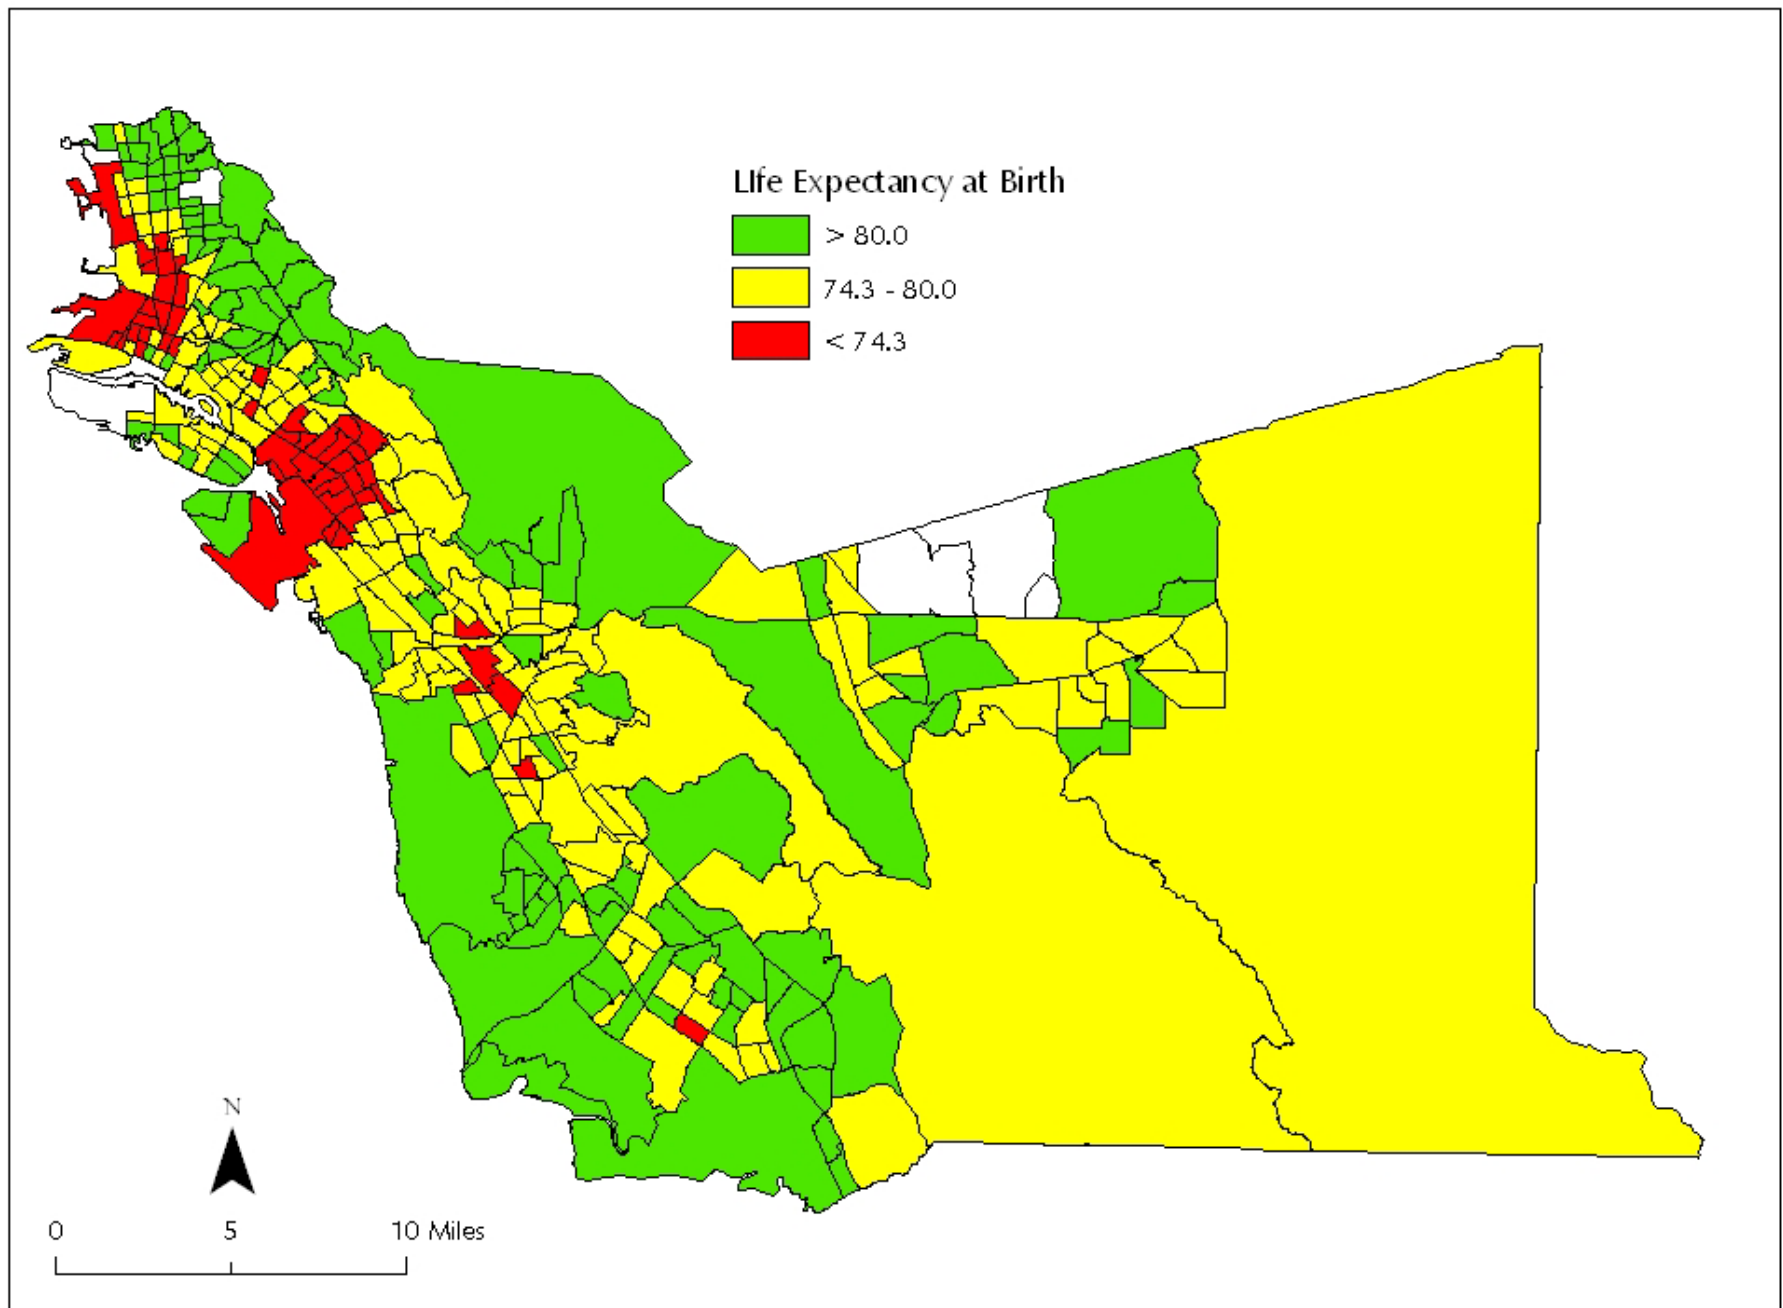 LIfe Expectancy at Birth
> 80.0
74.3 - 80.0
< 74.3
N
0 5 10 Miles